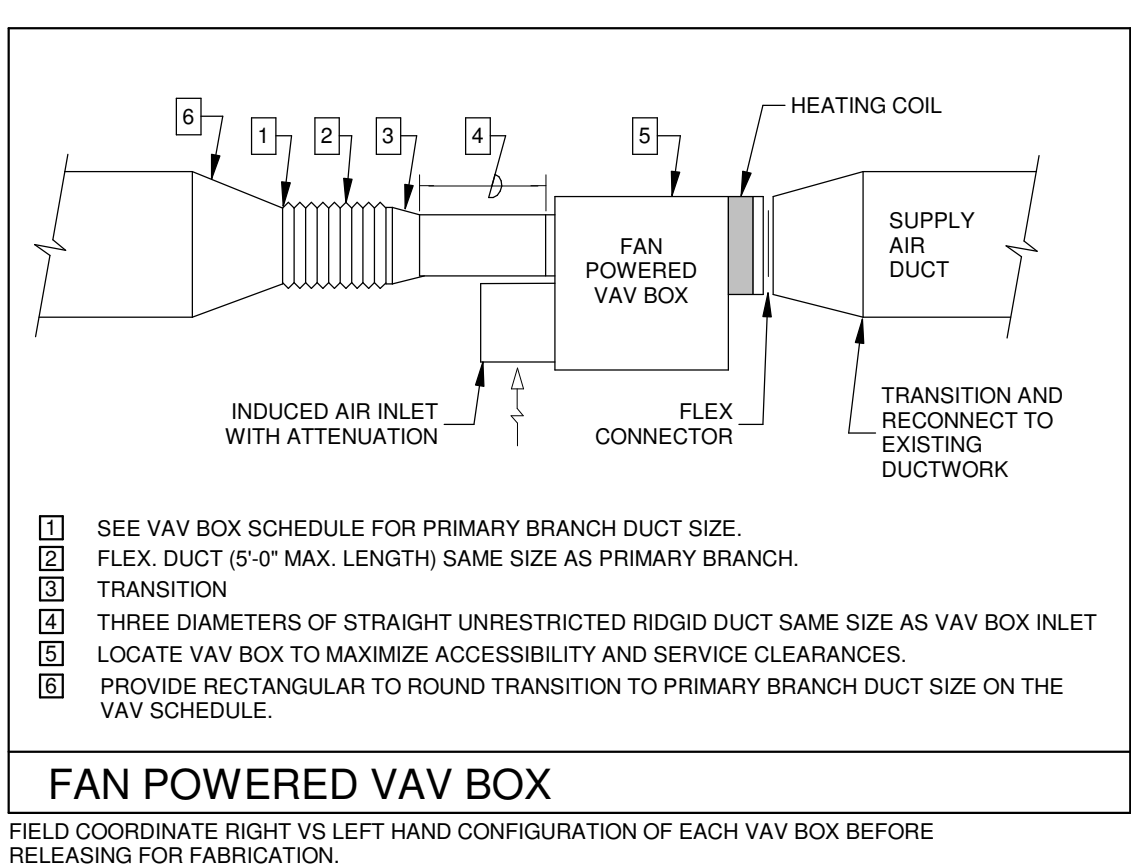 6
1
2
3
4
5
HEATING COIL
FAN
POWERED
VAV BOX
SUPPLY
AIR
DUCT
INDUCED AIR INLET
WITH ATTENUATION
FLEX
CONNECTOR
TRANSITION AND
RECONNECT TO
EXISTING
DUCTWORK
1 SEE VAV BOX SCHEDULE FOR PRIMARY BRANCH DUCT SIZE.
2 FLEX. DUCT (5'-0" MAX. LENGTH) SAME SIZE AS PRIMARY BRANCH.
3 TRANSITION
4 THREE DIAMETERS OF STRAIGHT UNRESTRICTED RIDGID DUCT SAME SIZE AS VAV BOX INLET
5 LOCATE VAV BOX TO MAXIMIZE ACCESSIBILITY AND SERVICE CLEARANCES.
6 PROVIDE RECTANGULAR TO ROUND TRANSITION TO PRIMARY BRANCH DUCT SIZE ON THE
VAV SCHEDULE.
FAN POWERED VAV BOX
FIELD COORDINATE RIGHT VS LEFT HAND CONFIGURATION OF EACH VAV BOX BEFORE
RELEASING FOR FABRICATION.